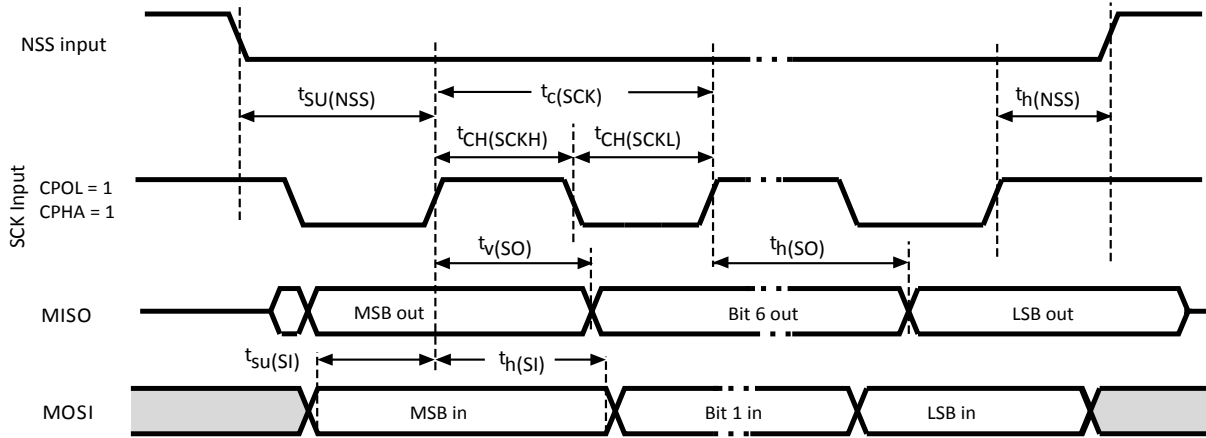 NSS input
tSU(NSS)
tC(SCK)
th(NSS)
tCH(SCKH)
tCH(SCKL)
SCK Input
CPOL = 1
CPHA = 1
tv(SO)
th(SO)
MISO
MSB out
Bit 6 out
LSB out
tsu(SI)
th(SI)
MOSI
MSB in
Bit 1 in
LSB in